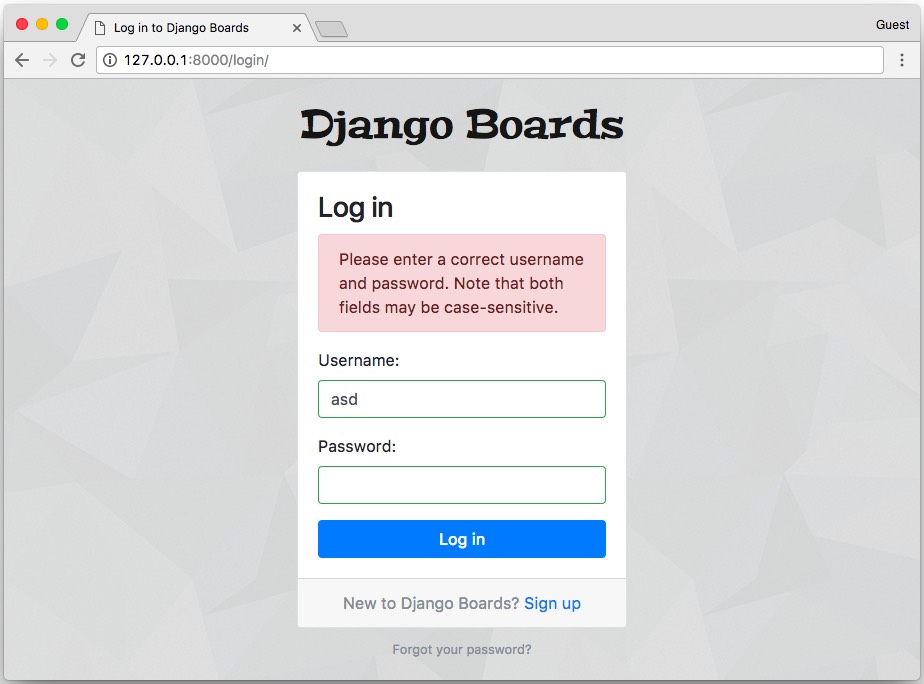 Log in to Django Boards
Guest
127.0.0.1:8000/login/
Django Boards
Log in
Please enter a correct username
and password. Note that both
fields may be case-sensitive.
Username:
asd
Password:
Log in
New to Django Boards? Sign up
Forgot your password?